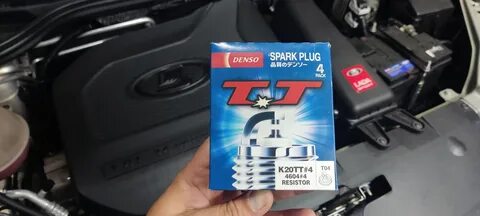 DENSO
SPARK PLUG
品質のデンソー
4
PACK
TT
K20TT#4
4604#4
RESISTOR
T04
LADA